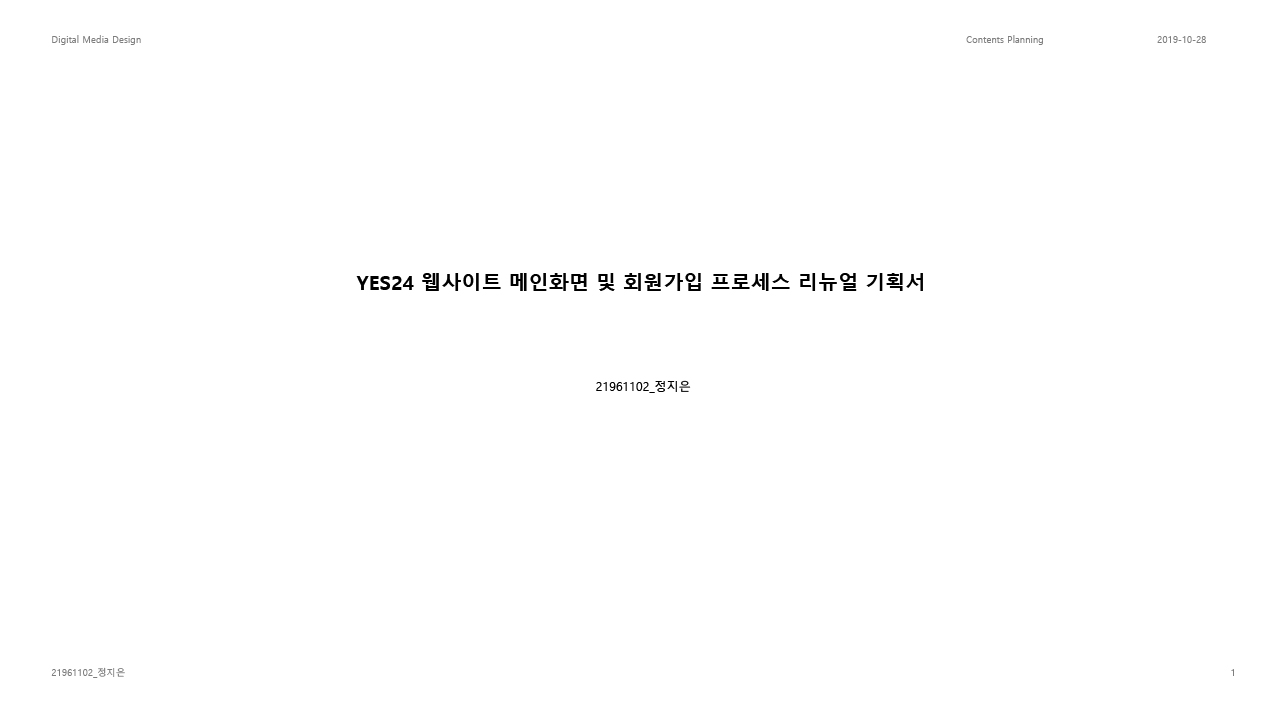 Digital Media Design
Contents Planning
2019-10-28
YES24 웹사이트 메인화면 및 회원가입 프로세스 리뉴얼 기획서
21961102_정지은
21961102_정지은
1